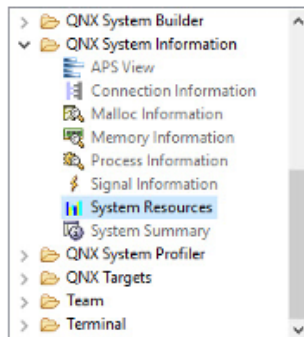 QNX System Builder
QNX System Information
APS View
Connection Information
Malloc Information
Memory Information
Process Information
Signal Information
System Resources
System Summary
QNX System Profiler
QNX Targets
Team
Terminal